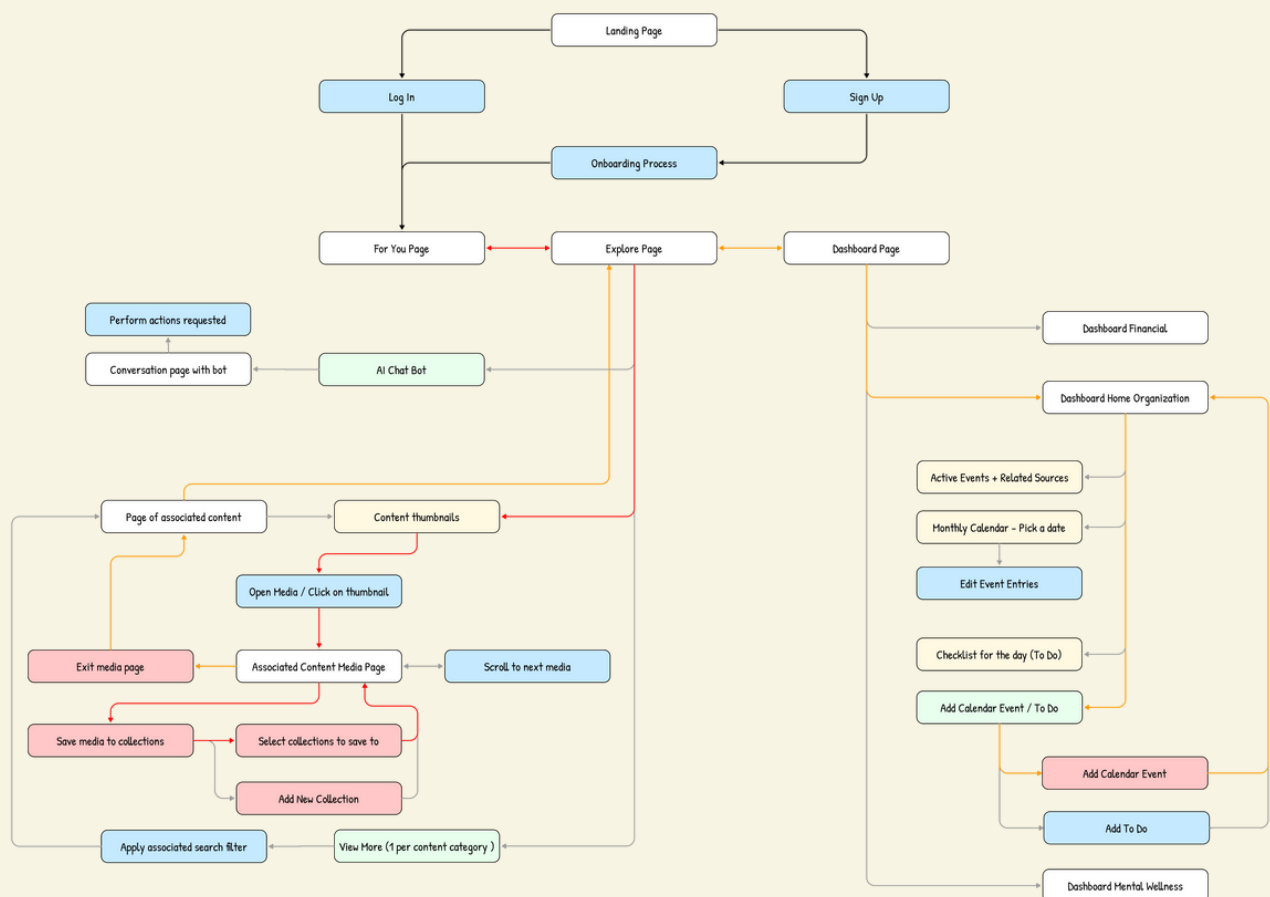 Landing Page
Log In
Sign Up
Onboarding Process
For You Page
Explore Page
Dashboard Page
Perform actions requested
Dashboard Financial
Conversation page with bot
AI Chat Bot
Dashboard Home Organization
Active Events + Related Sources
Page of associated content
Content thumbnails
Monthly Calendar - Pick a date
Open Media / Click on thumbnail
Edit Event Entries
Exit media page
Associated Content Media Page
Scroll to next media
Checklist for the day (To Do)
Add Calendar Event / To Do
Save media to collections
Select collections to save to
Add Calendar Event
Add New Collection
Add To Do
Apply associated search filter
View More (1 per content category )
Dashboard Mental Wellness